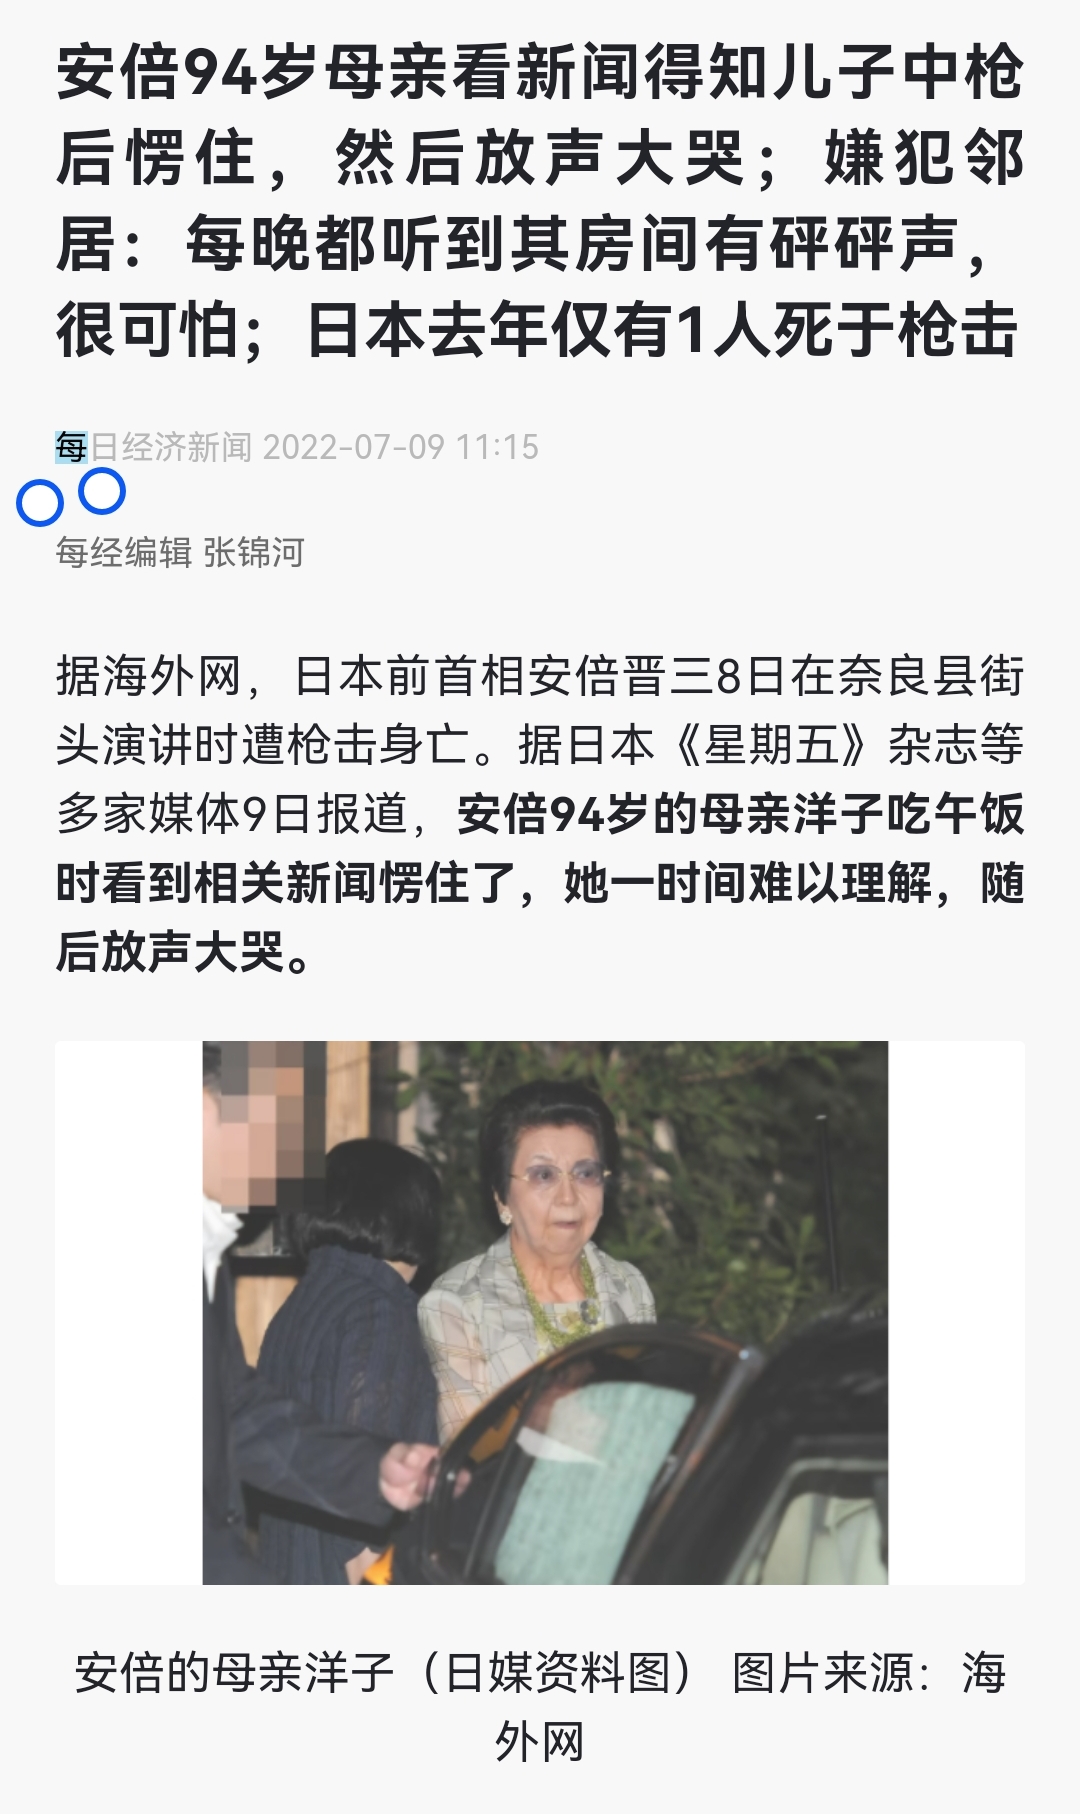 安倍94岁母亲看新闻得知儿子中枪
后愣住，然后放声大哭；嫌犯邻
居：每晚都听到其房间有砰砰声，
很可怕；日本去年仅有1人死于枪击
每日经济新闻 2022-07-09 11:15
每经编辑 张锦河
据海外网，日本前首相安倍晋三8日在奈良县街
头演讲时遭枪击身亡。据日本《星期五》杂志等
多家媒体9日报道，安倍94岁的母亲洋子吃午饭
时看到相关新闻愣住了，她一时间难以理解，随
后放声大哭。
安倍的母亲洋子（日媒资料图） 图片来源：海
外网